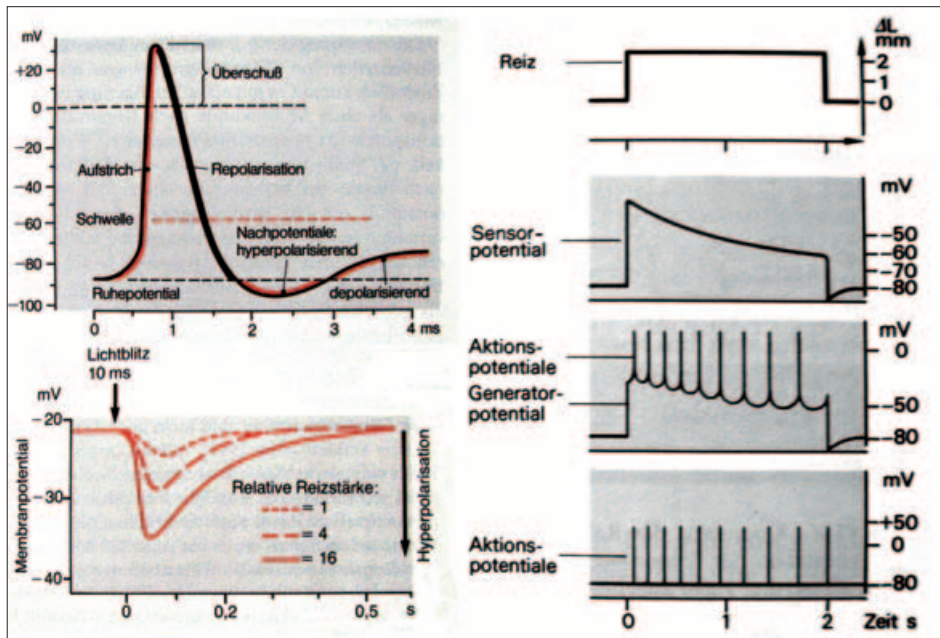 mV
+20
0
−20
−40
−60
−80
−100
Überschuß
Aufstrich
Repolarisation
Schwelle
Nachpotentiale:
hyperpolarisierend
Ruhepotential
depolarisierend
0 1 2 3 4 ms
Lichtblitz
10 ms
mV
−20
−30
−40
Membranpotential
Relative Reizstärke:
= 1
= 4
= 16
Hyperpolarisation
0 0,2 0,5 s
Reiz
ΔL
mm
2
1
0
Sensor-
potential
mV
−50
−60
−70
−80
Aktions-
potentiale
Generator-
potential
mV
0
−50
−80
Aktions-
potentiale
mV
+50
0
−80
0 1 2
Zeit s